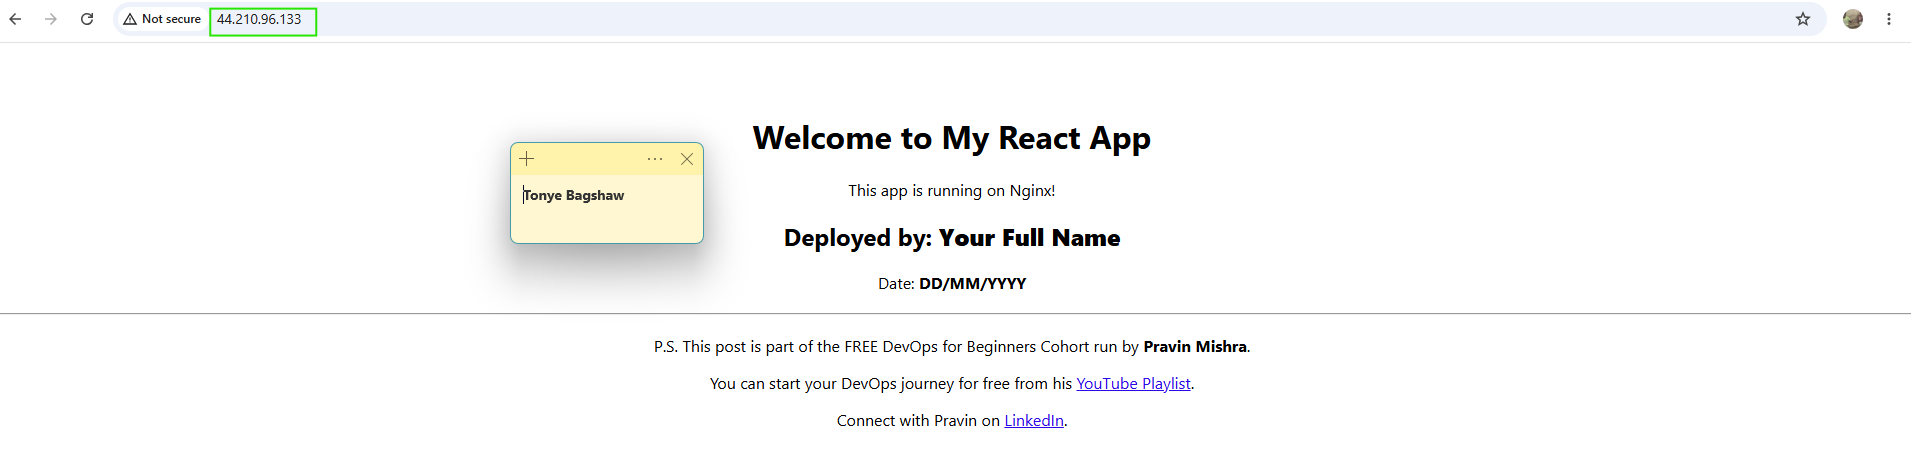 Not secure 44.210.96.133
Welcome to My React App
This app is running on Nginx!
Tonye Bagshaw
Deployed by: Your Full Name
Date: DD/MM/YYYY
P.S. This post is part of the FREE DevOps for Beginners Cohort run by Pravin Mishra.
You can start your DevOps journey for free from his YouTube Playlist.
Connect with Pravin on LinkedIn.